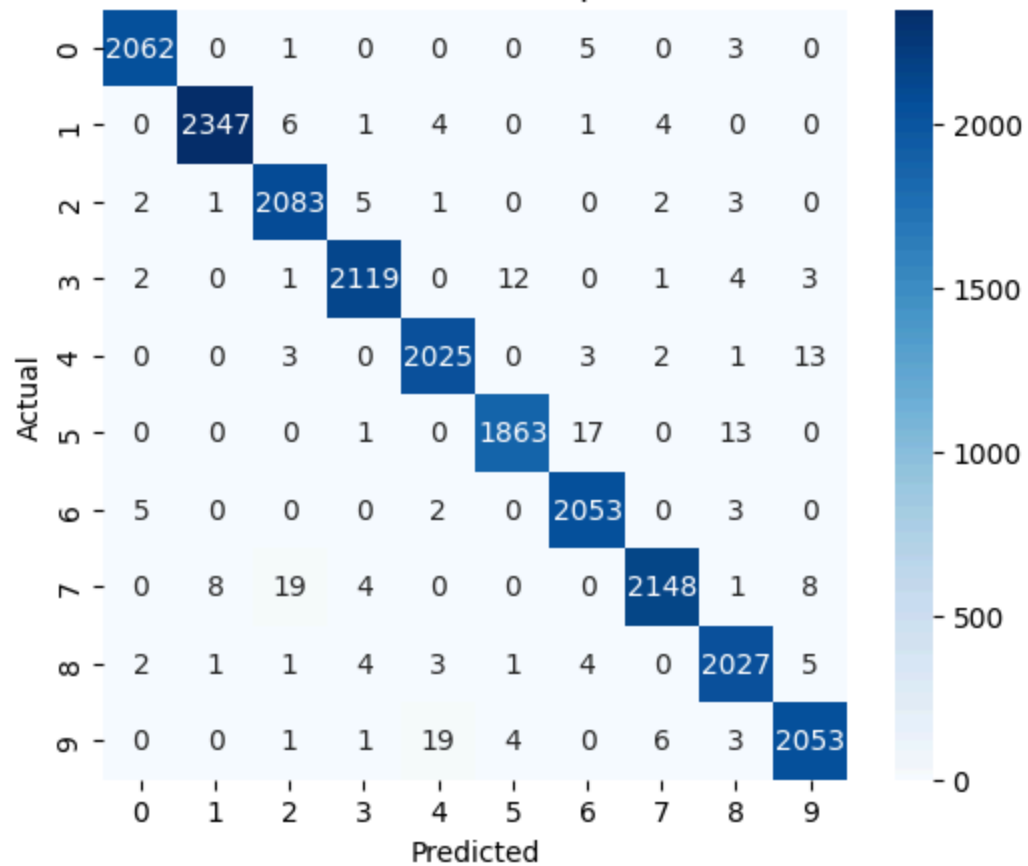 0 2062 0 1 0 0 0 5 0 3 0
1 0 2347 6 1 4 0 1 4 0 0 2000
2 2 1 2083 5 1 0 0 2 3 0
3 2 0 1 2119 0 12 0 1 4 3 1500
4 0 0 3 0 2025 0 3 2 1 13
Actual
5 0 0 0 1 0 1863 17 0 13 0 1000
6 5 0 0 0 2 0 2053 0 3 0
7 0 8 19 4 0 0 0 2148 1 8 500
8 2 1 1 4 3 1 4 0 2027 5
9 0 0 1 1 19 4 0 6 3 2053 0
0 1 2 3 4 5 6 7 8 9
Predicted